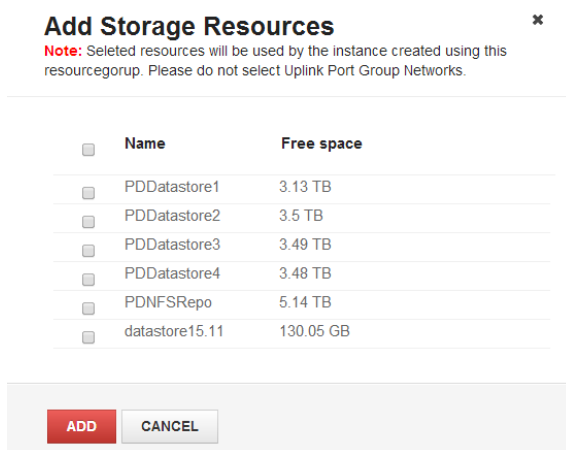 Add Storage Resources
Note: Seleted resources will be used by the instance created using this
resourcegorup. Please do not select Uplink Port Group Networks.
Name Free space
PDDatastore1 3.13 TB
PDDatastore2 3.5 TB
PDDatastore3 3.49 TB
PDDatastore4 3.48 TB
PDNFSRepo 5.14 TB
datastore15.11 130.05 GB
ADD CANCEL